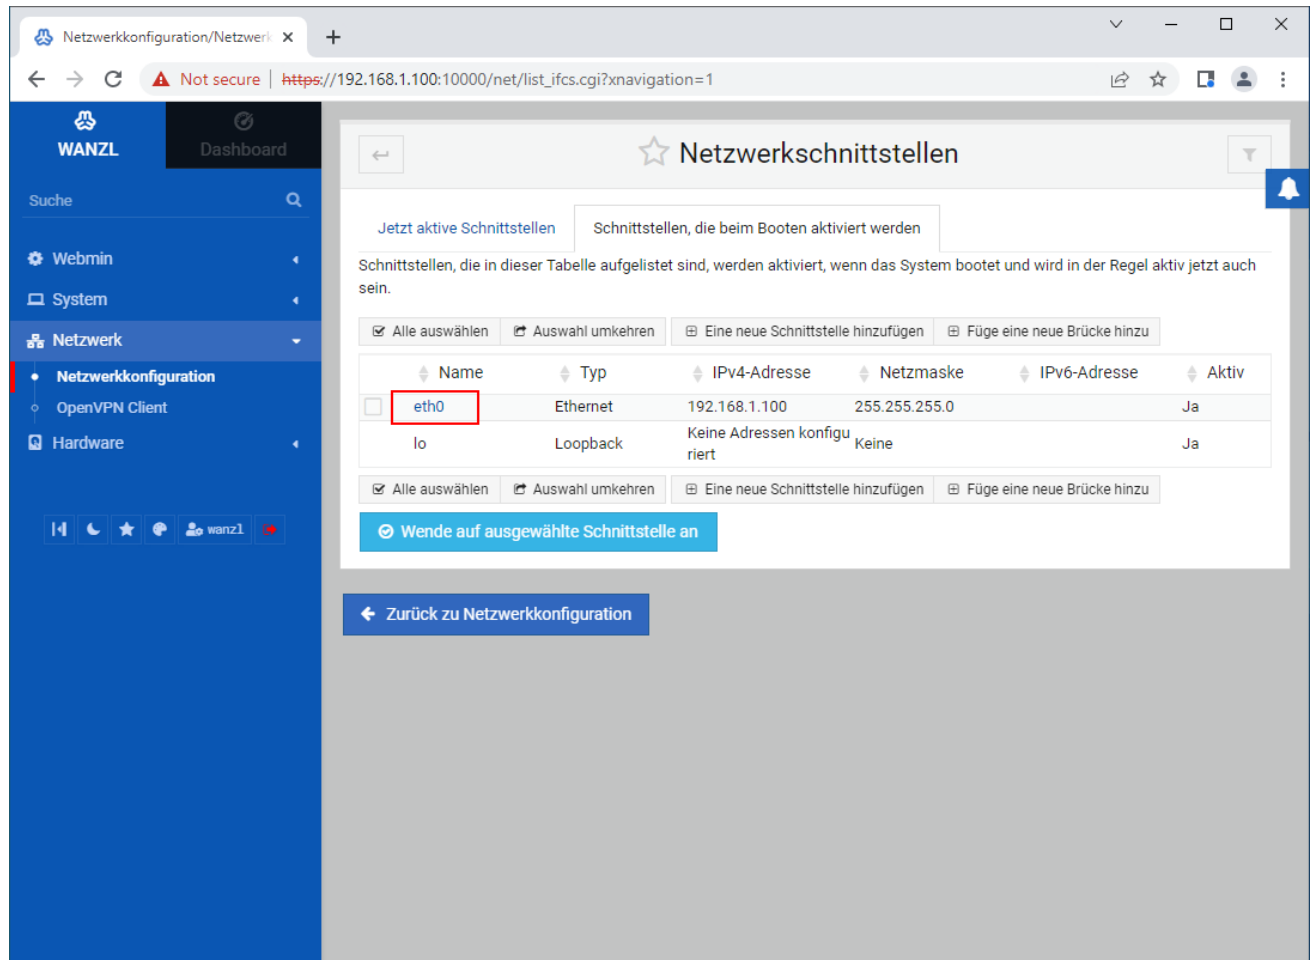 Netzwerkkonfiguration/Netzwerk
Not secure | https://192.168.1.100:10000/net/list_ifcs.cgi?xnavigation=1
WANZL
Dashboard
Suche
Webmin
System
Netzwerk
Netzwerkkonfiguration
OpenVPN Client
Hardware
wanzl
Netzwerkschnittstellen
Jetzt aktive Schnittstellen
Schnittstellen, die beim Booten aktiviert werden
Schnittstellen, die in dieser Tabelle aufgelistet sind, werden aktiviert, wenn das System bootet und wird in der Regel aktiv jetzt auch
sein.
Alle auswählen Auswahl umkehren Eine neue Schnittstelle hinzufügen Füge eine neue Brücke hinzu
Name Typ IPv4-Adresse Netzmaske IPv6-Adresse Aktiv
eth0 Ethernet 192.168.1.100 255.255.255.0 Ja
lo Loopback Keine Adressen konfigu
riert Keine Ja
Alle auswählen Auswahl umkehren Eine neue Schnittstelle hinzufügen Füge eine neue Brücke hinzu
Wende auf ausgewählte Schnittstelle an
Zurück zu Netzwerkkonfiguration